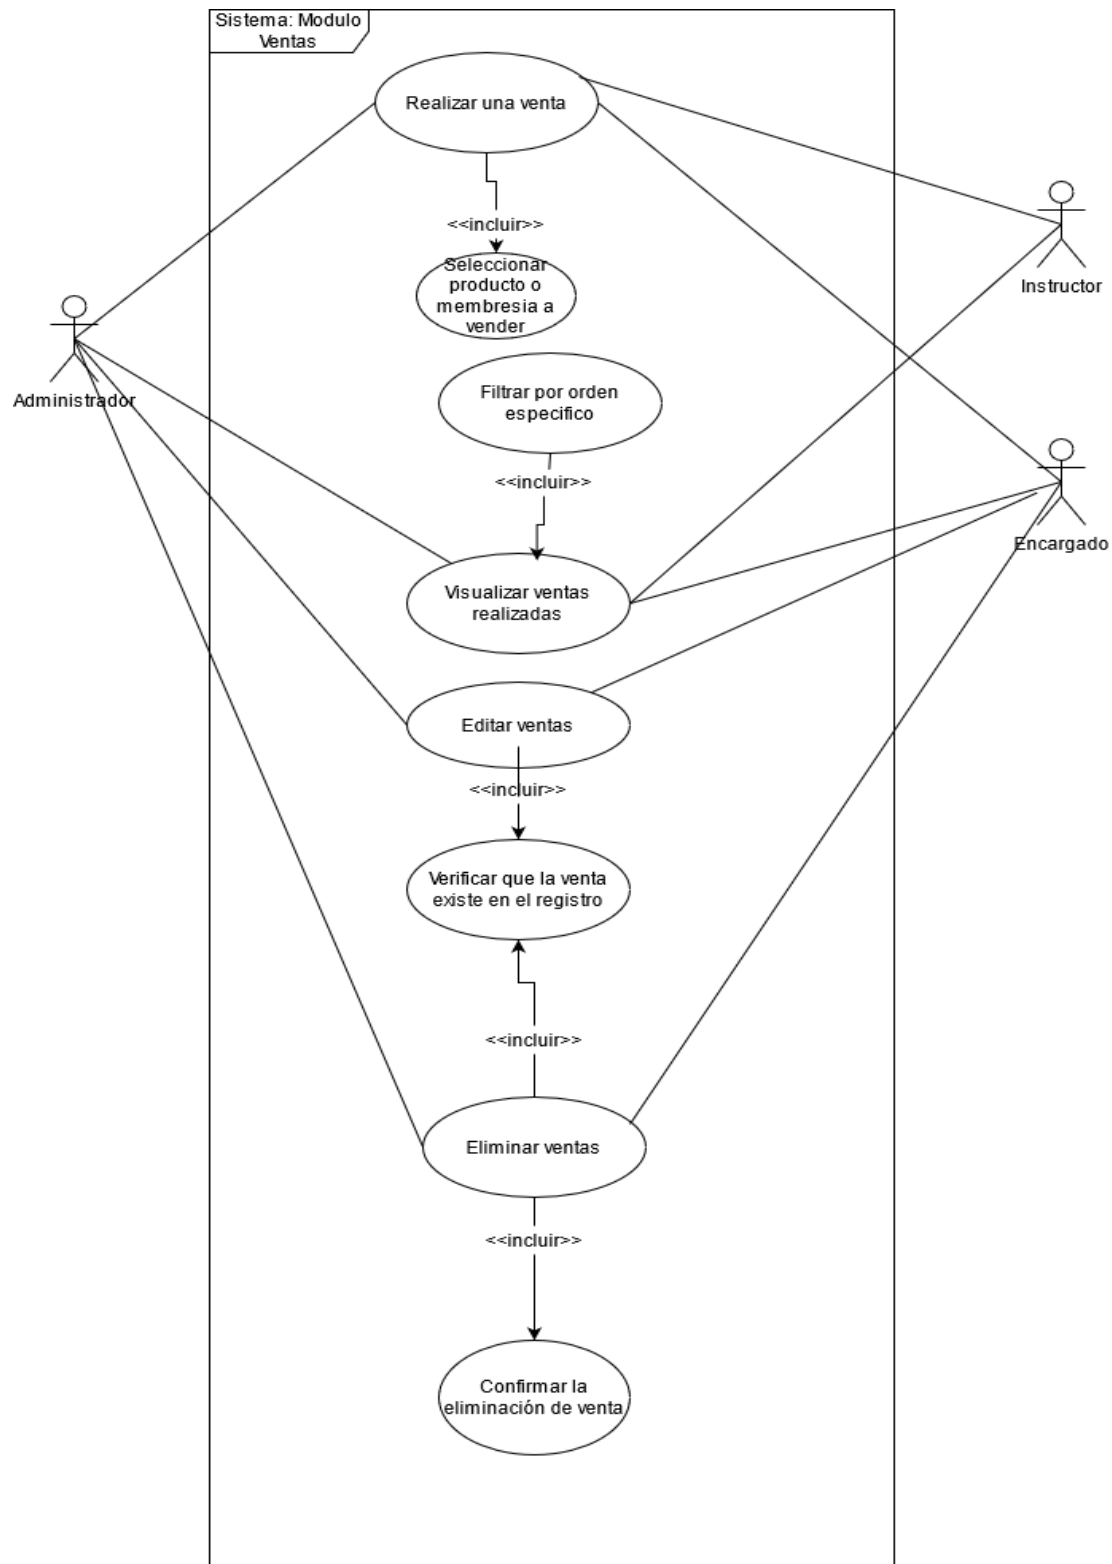 Sistema: Modulo
Ventas
Realizar una venta
<<incluir>>
Seleccionar
producto o
membresia a
vender
Instructor
Administrador
Filtrar por orden
especifico
<<incluir>>
Encargado
Visualizar ventas
realizadas
Editar ventas
<<incluir>>
Verificar que la venta
existe en el registro
<<incluir>>
Eliminar ventas
<<incluir>>
Confirmar la
eliminación de venta